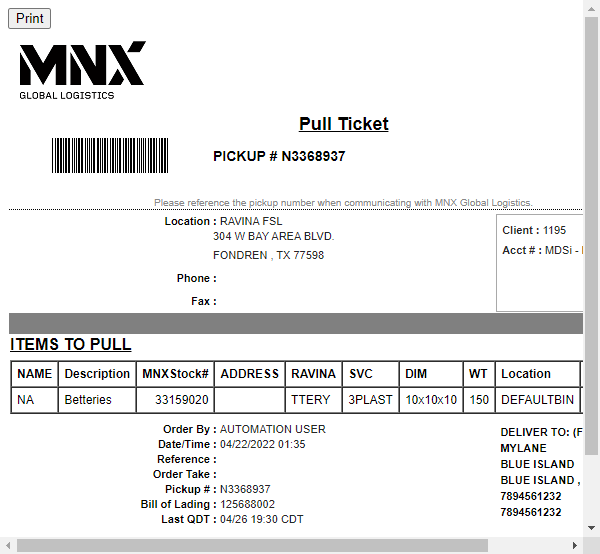 Print
MNX
GLOBAL LOGISTICS
Pull Ticket
PICKUP # N3368937
Please reference the pickup number when communicating with MNX Global Logistics.
Location : RAVINA FSL
304 W BAY AREA BLVD.
FONDREN , TX 77598
Phone :
Fax :
Client : 1195
Acct # : MDSi -
ITEMS TO PULL
NAME Description MNXStock# ADDRESS RAVINA SVC DIM WT Location
NA Betteries 33159020 TTERY 3PLAST 10x10x10 150 DEFAULTBIN
Order By : AUTOMATION USER
Date/Time : 04/22/2022 01:35
Reference :
Order Take :
Pickup # : N3368937
Bill of Lading : 125688002
Last QDT : 04/26 19:30 CDT
DELIVER TO: (F
MYLANE
BLUE ISLAND
BLUE ISLAND ,
7894561232
7894561232